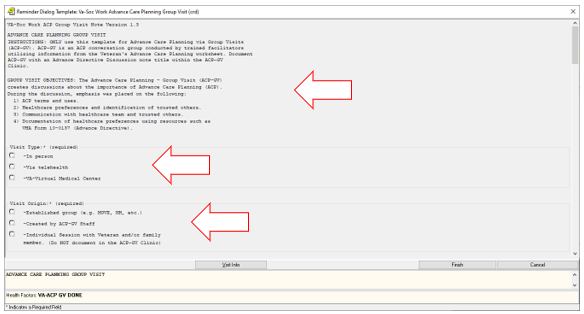 Reminder Dialog Template: Va-Soc Work Advance Care Planning Group Visit (crd)
VA-Soc Work ACP Group Visit Note Version 1.5
ADVANCE CARE PLANNING GROUP VISIT
INSTRUCTIONS: ONLY use this template for Advance Care Planning via Group Visits
(ACP-GV). ACP-GV is an ACP conversation group conducted by trained facilitators
utilizing information from the Veteran's Advance Care Planning worksheet. Document
ACP-GV with an Advance Directive Discussion note title within the ACP-GV
Clinic.
GROUP VISIT OBJECTIVES: The Advance Care Planning - Group Visit (ACP-GV)
creates discussions about the importance of Advance Care Planning (ACP).
During the discussion, emphasis was placed on the following:
1) ACP terms and uses.
2) Healthcare preferences and identification of trusted others.
3) Communication with healthcare team and trusted others.
4) Documentation of healthcare preferences using resources such as
VHA Form 10-0137 (Advance Directive).
Visit Type:* (required)
-In person
-Via telehealth
-VA-Virtual Medical Center
Visit Origin:* (required)
-Established group (e.g. MOVE, MH, etc.)
-Created by ACP-GV Staff
-Individual Session with Veteran and/or family
member. (Do NOT document in the ACP-GV Clinic)
Visit Info
Finish
Cancel
ADVANCE CARE PLANNING GROUP VISIT
Health Factors: VA-ACP GV DONE
* Indicates a Required Field